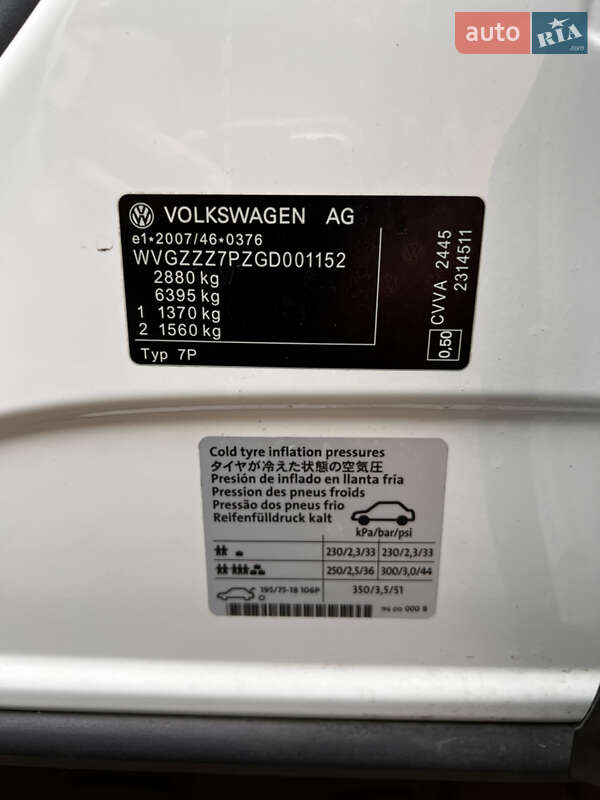 auto RIA.com
VOLKSWAGEN AG
e1*2007/46*0376
WVGZZZ7PZGD001152
2880 kg
6395 kg
1 1370 kg
2 1560 kg
Typ 7P
0,50 CVVA 2445
2314511
Cold tyre inflation pressures
タイヤが冷えた状態の空気圧
Presión de inflado en llanta fría
Pression des pneus froids
Pressão dos pneus frio
Reifenfülldruck kalt
kPa/bar/psi
230/2,3/33 230/2,3/33
250/2,5/36 300/3,0/44
195/75-18 106P 350/3,5/51